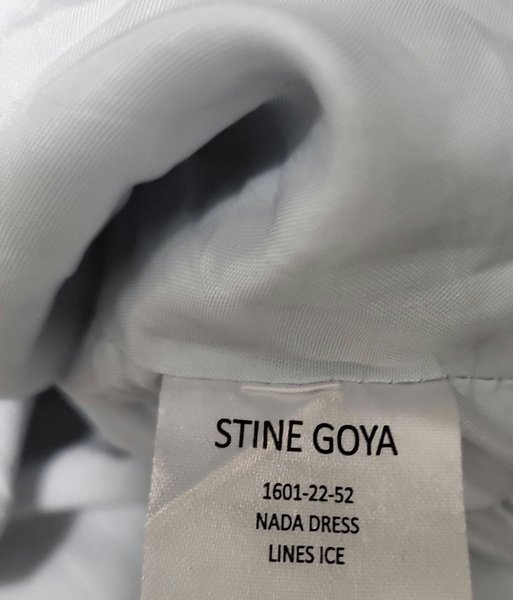 STINE GOYA
1601-22-52
NADA DRESS
LINES ICE